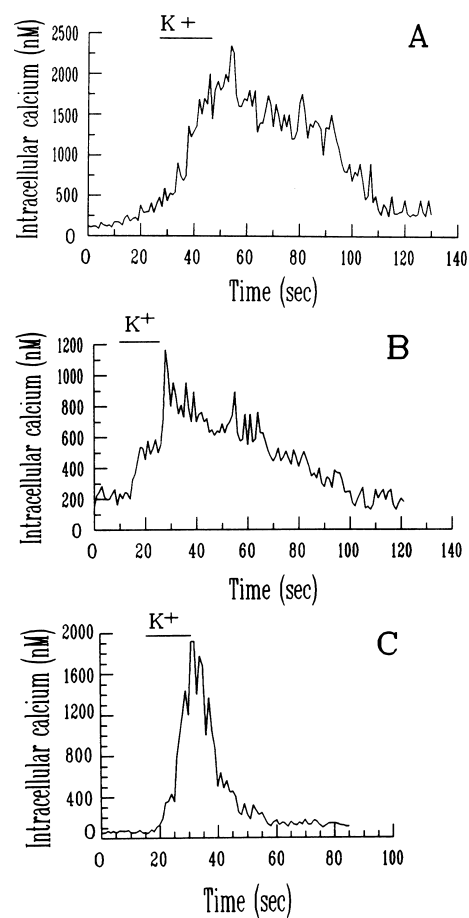 K+
A
Intracellular calcium (nM)
2500
2000
1500
1000
500
0
0 20 40 60 80 100 120 140
Time (sec)
K+
B
Intracellular calcium (nM)
1200
1000
800
600
400
200
0
0 20 40 60 80 100 120 140
Time (sec)
K+
C
Intracellular calcium (nM)
2000
1600
1200
800
400
0
0 20 40 60 80 100
Time (sec)